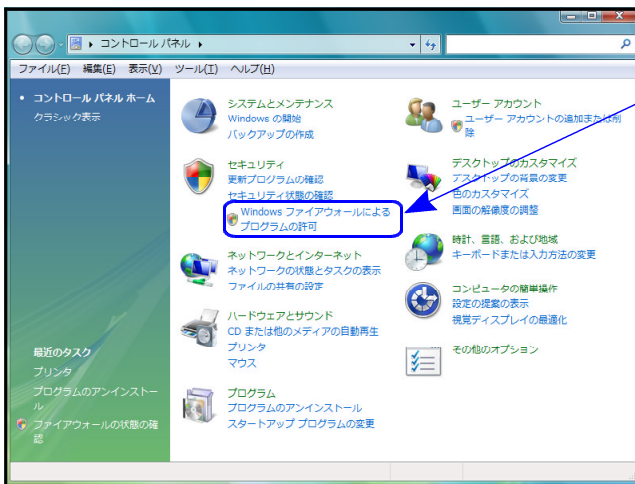 コントロール パネル
ファイル(F) 編集(E) 表示(V) ツール(T) ヘルプ(H)
コントロール パネル ホーム
クラシック表示
最近のタスク
プリンタ
プログラムのアンインストー
ル
ファイアウォールの状態の確
認
システムとメンテナンス
Windows の開始
バックアップの作成
セキュリティ
更新プログラムの確認
セキュリティ状態の確認
Windows ファイアウォールによる
プログラムの許可
ネットワークとインターネット
ネットワークの状態とタスクの表示
ファイルの共有の設定
ハードウェアとサウンド
CD または他のメディアの自動再生
プリンタ
マウス
プログラム
プログラムのアンインストール
スタートアップ プログラムの変更
ユーザー アカウント
ユーザー アカウントの追加または削
除
デスクトップのカスタマイズ
デスクトップの背景の変更
色のカスタマイズ
画面の解像度の調整
時計、言語、および地域
キーボードまたは入力方法の変更
コンピュータの簡単操作
設定の提案の表示
視覚ディスプレイの最適化
その他のオプション